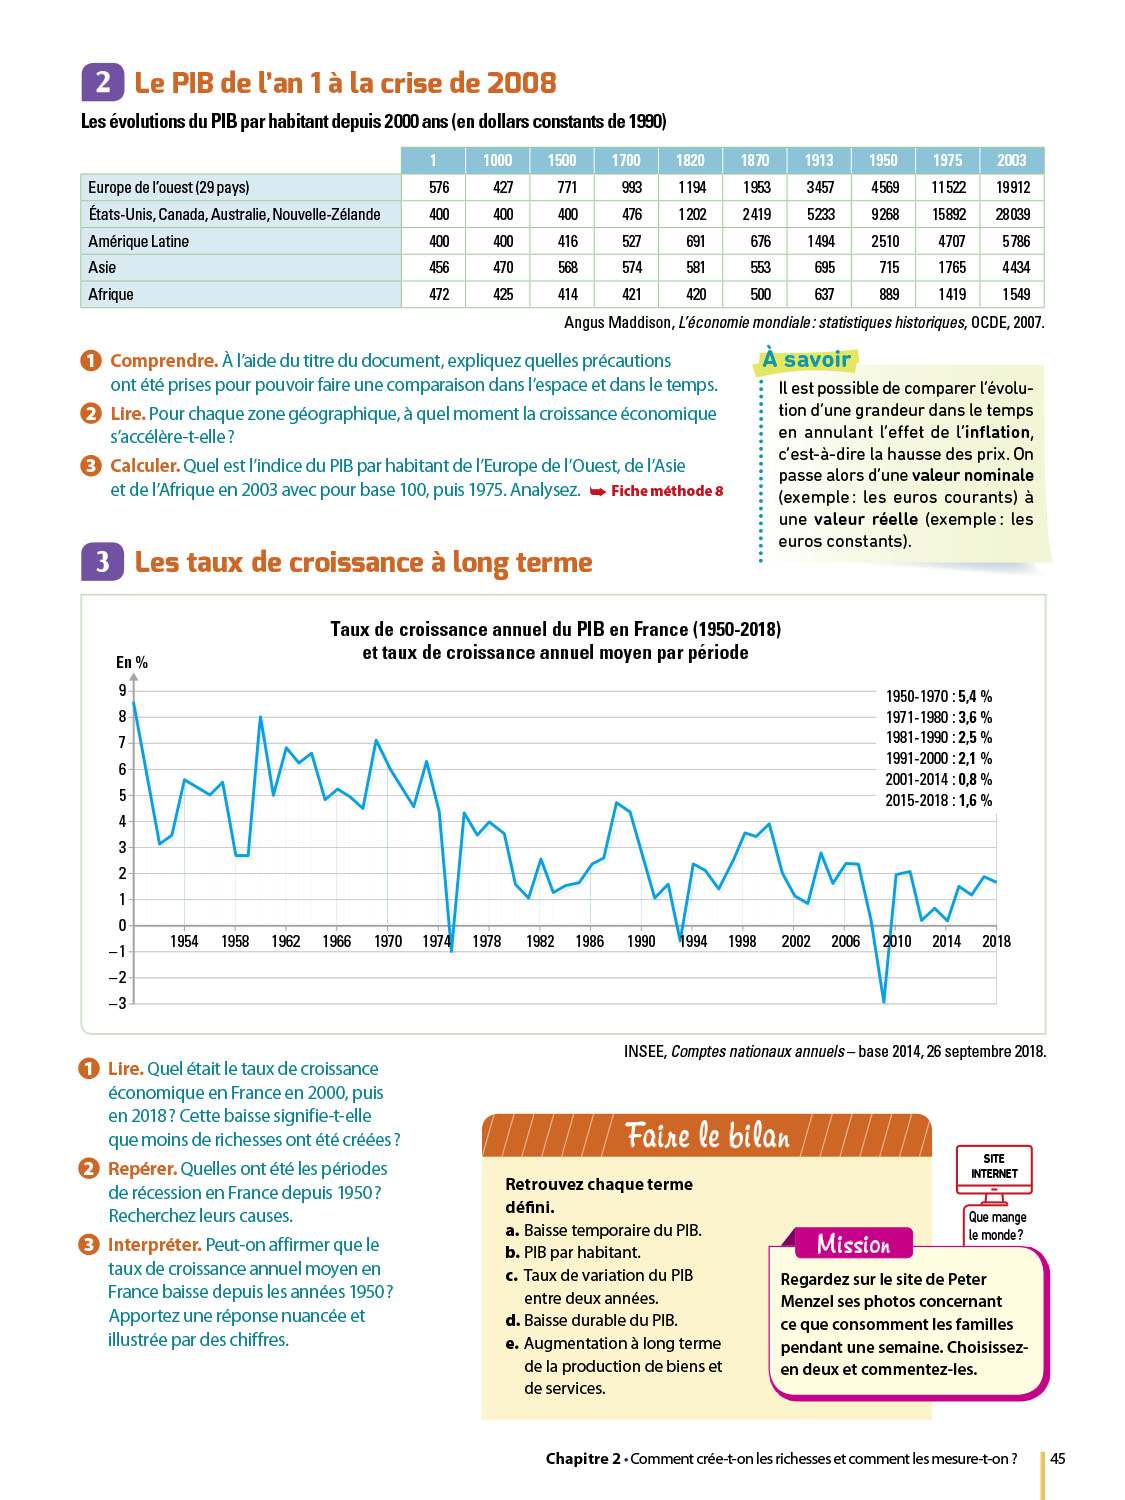 2 Le PIB de l'an 1 à la crise de 2008
Les évolutions du PIB par habitant depuis 2000 ans (en dollars constants de 1990)
1 1000 1500 1700 1820 1870 1913 1950 1975 2003
Europe de l'ouest (29 pays) 576 427 771 993 1194 1953 3457 4569 11522 19912
États-Unis, Canada, Australie, Nouvelle-Zélande 400 400 400 476 1202 2419 5233 9268 15892 28039
Amérique Latine 400 400 416 527 691 676 1494 2510 4707 5786
Asie 456 470 568 574 581 553 695 715 1765 4434
Afrique 472 425 414 421 420 500 637 889 1419 1549
Angus Maddison, L'économie mondiale : statistiques historiques, OCDE, 2007.
1 Comprendre. À l'aide du titre du document, expliquez quelles précautions
ont été prises pour pouvoir faire une comparaison dans l'espace et dans le temps.
2 Lire. Pour chaque zone géographique, à quel moment la croissance économique
s'accélère-t-elle ?
3 Calculer. Quel est l'indice du PIB par habitant de l'Europe de l'Ouest, de l'Asie
et de l'Afrique en 2003 avec pour base 100, puis 1975. Analysez. ➥ Fiche méthode 8
À savoir
Il est possible de comparer l'évolu-
tion d'une grandeur dans le temps
en annulant l'effet de l'inflation,
c'est-à-dire la hausse des prix. On
passe alors d'une valeur nominale
(exemple : les euros courants) à
une valeur réelle (exemple : les
euros constants).
3 Les taux de croissance à long terme
Taux de croissance annuel du PIB en France (1950-2018)
et taux de croissance annuel moyen par période
En %
9
8
7
6
5
4
3
2
1
0
–1
–2
–3
1954 1958 1962 1966 1970 1974 1978 1982 1986 1990 1994 1998 2002 2006 2010 2014 2018
1950-1970 : 5,4 %
1971-1980 : 3,6 %
1981-1990 : 2,5 %
1991-2000 : 2,1 %
2001-2014 : 0,8 %
2015-2018 : 1,6 %
INSEE, Comptes nationaux annuels – base 2014, 26 septembre 2018.
1 Lire. Quel était le taux de croissance
économique en France en 2000, puis
en 2018 ? Cette baisse signifie-t-elle
que moins de richesses ont été créées ?
2 Repérer. Quelles ont été les périodes
de récession en France depuis 1950 ?
Recherchez leurs causes.
3 Interpréter. Peut-on affirmer que le
taux de croissance annuel moyen en
France baisse depuis les années 1950 ?
Apportez une réponse nuancée et
illustrée par des chiffres.
Faire le bilan
Retrouvez chaque terme
défini.
a. Baisse temporaire du PIB.
b. PIB par habitant.
c. Taux de variation du PIB
entre deux années.
d. Baisse durable du PIB.
e. Augmentation à long terme
de la production de biens et
de services.
SITE
INTERNET
Que mange
le monde ?
Mission
Regardez sur le site de Peter
Menzel ses photos concernant
ce que consomment les familles
pendant une semaine. Choisissez-
en deux et commentez-les.
Chapitre 2 • Comment crée-t-on les richesses et comment les mesure-t-on ? 45